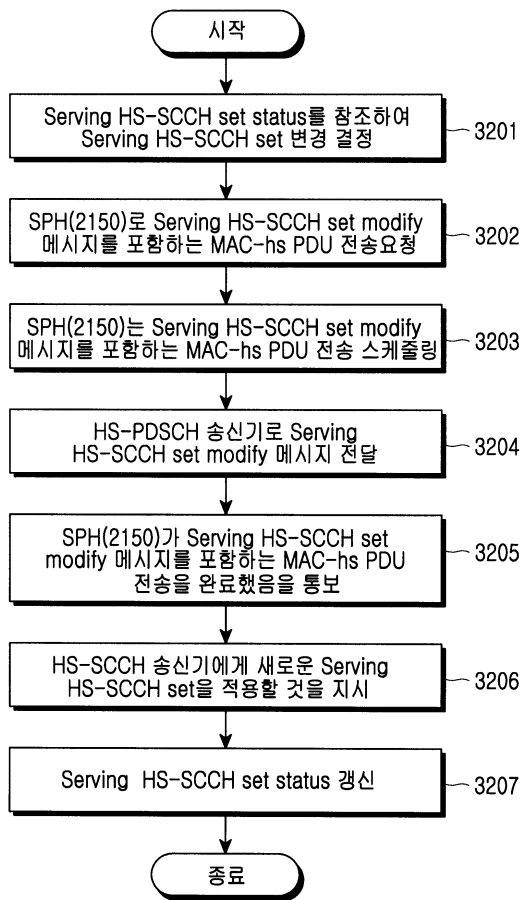 시작
Serving HS-SCCH set status를 참조하여
Serving HS-SCCH set 변경 결정
3201
SPH(2150)로 Serving HS-SCCH set modify
메시지를 포함하는 MAC-hs PDU 전송요청
3202
SPH(2150)는 Serving HS-SCCH set modify
메시지를 포함하는 MAC-hs PDU 전송 스케줄링
3203
HS-PDSCH 송신기로 Serving
HS-SCCH set modify 메시지 전달
3204
SPH(2150)가 Serving HS-SCCH set
modify 메시지를 포함하는 MAC-hs PDU
전송을 완료했음을 통보
3205
HS-SCCH 송신기에게 새로운 Serving
HS-SCCH set을 적용할 것을 지시
3206
Serving HS-SCCH set status 갱신
3207
종료